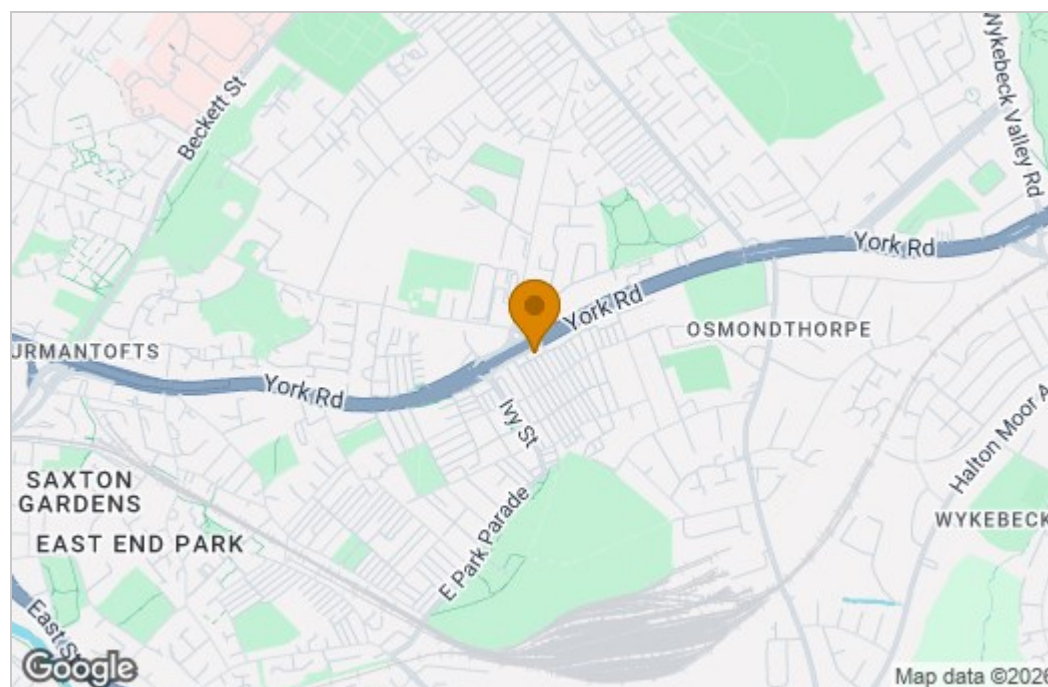 Beckett St
Wykebeck Valley Rd
York Rd
York Rd
OSMONDTHORPE
URMANTOFTS
York Rd
Ivy St
Halton Moor A
SAXTON
GARDENS
WYKEBECK
EAST END PARK
E Park Parade
East St
Google
Map data ©2026